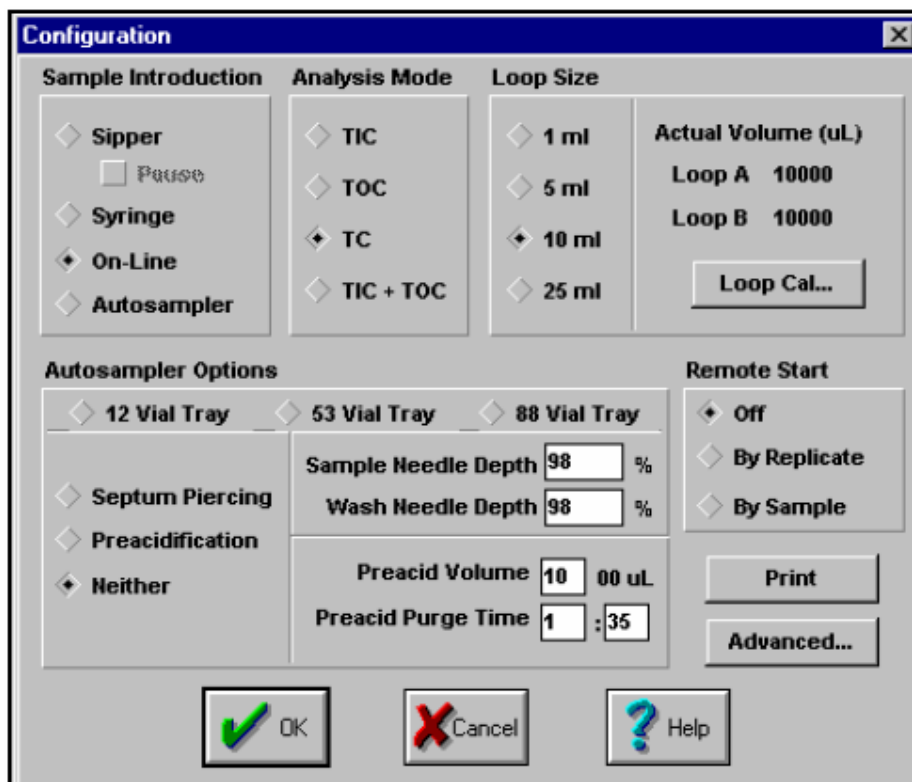 Configuration
Sample Introduction
Sipper
Pause
Syringe
On-Line
Autosampler
Analysis Mode
TIC
TOC
TC
TIC + TOC
Loop Size
1 ml
5 ml
10 ml
25 ml
Actual Volume (uL)
Loop A 10000
Loop B 10000
Loop Cal...
Autosampler Options
12 Vial Tray 53 Vial Tray 88 Vial Tray
Septum Piercing
Preacidification
Neither
Sample Needle Depth 98 %
Wash Needle Depth 98 %
Preacid Volume 10 00 uL
Preacid Purge Time 1 :35
Remote Start
Off
By Replicate
By Sample
Print
Advanced...
OK Cancel Help